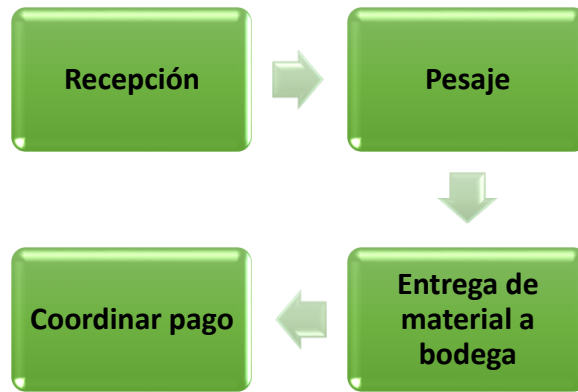 Recepción
Pesaje
Entrega de
material a
bodega
Coordinar pago